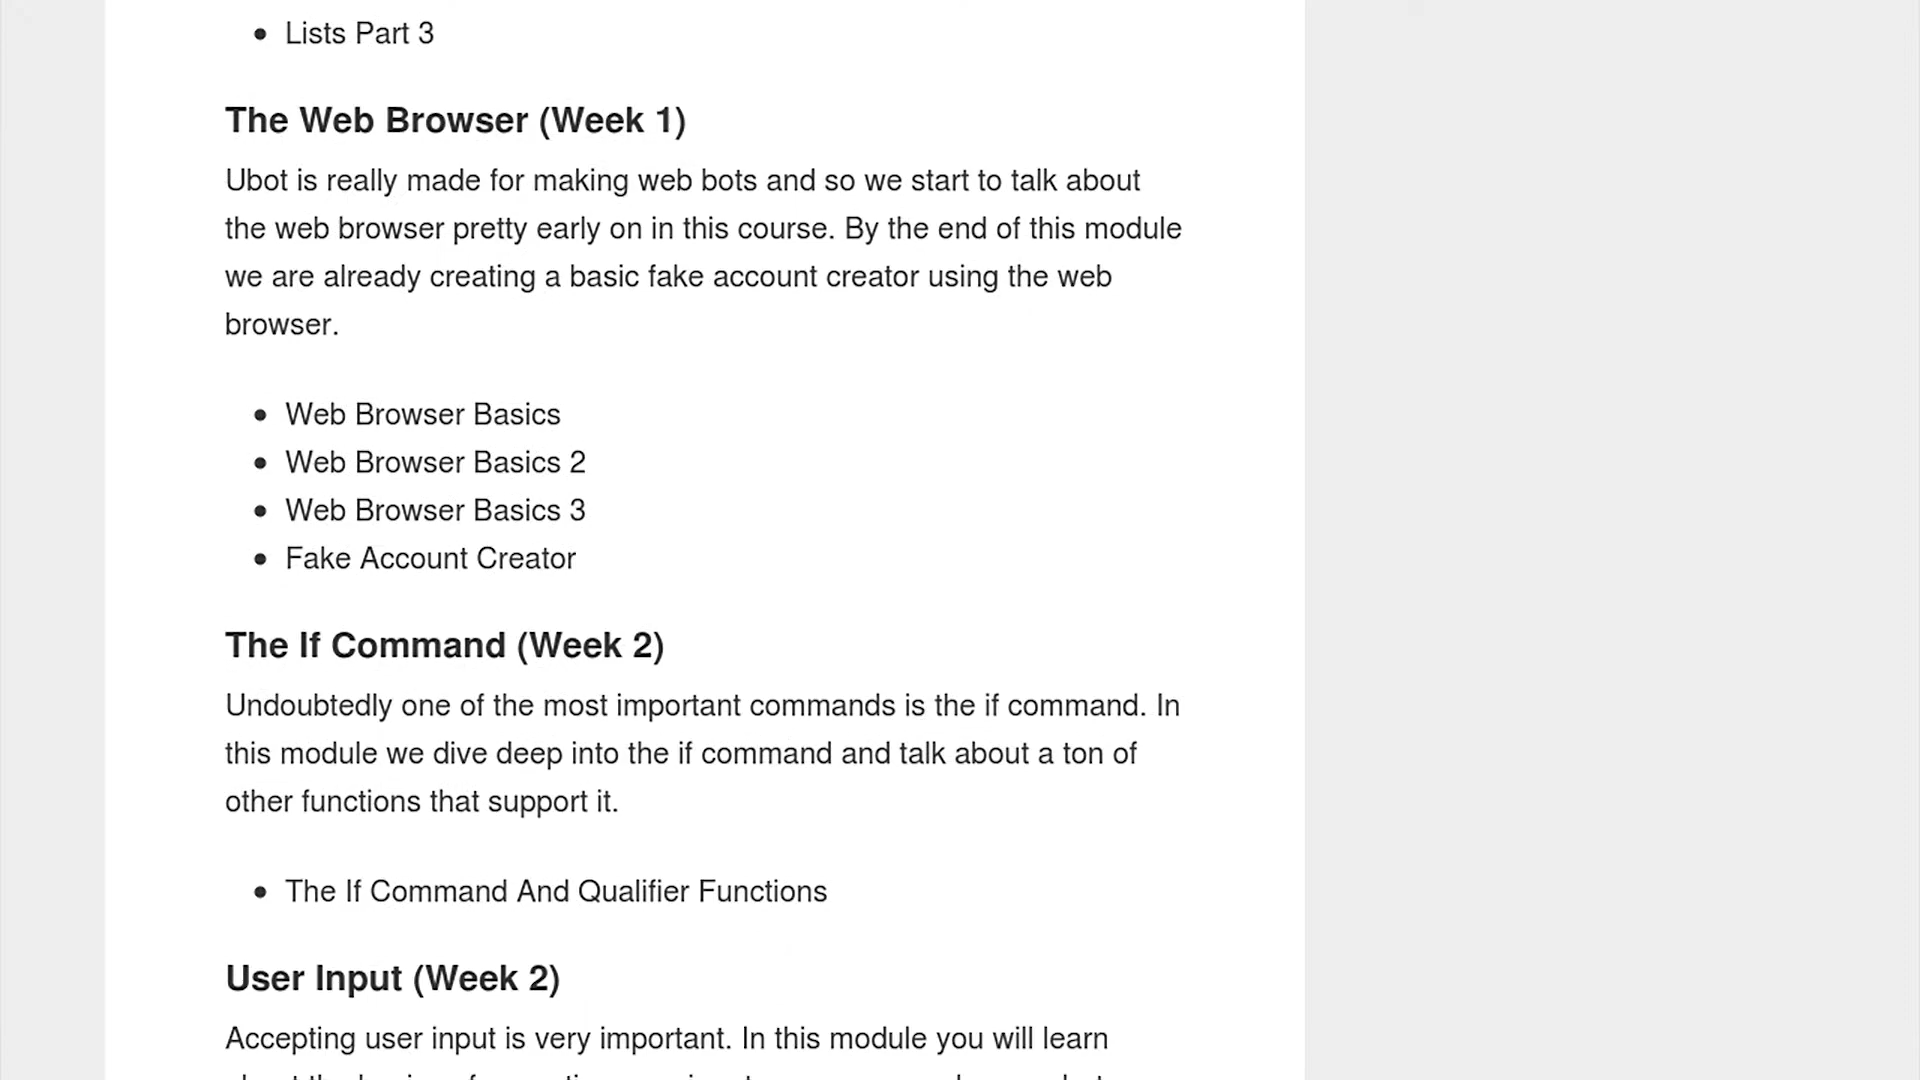 Lists Part 3
The Web Browser (Week 1)
Ubot is really made for making web bots and so we start to talk about
the web browser pretty early on in this course. By the end of this module
we are already creating a basic fake account creator using the web
browser.
Web Browser Basics
Web Browser Basics 2
Web Browser Basics 3
Fake Account Creator
The If Command (Week 2)
Undoubtedly one of the most important commands is the if command. In
this module we dive deep into the if command and talk about a ton of
other functions that support it.
The If Command And Qualifier Functions
User Input (Week 2)
Accepting user input is very important. In this module you will learn